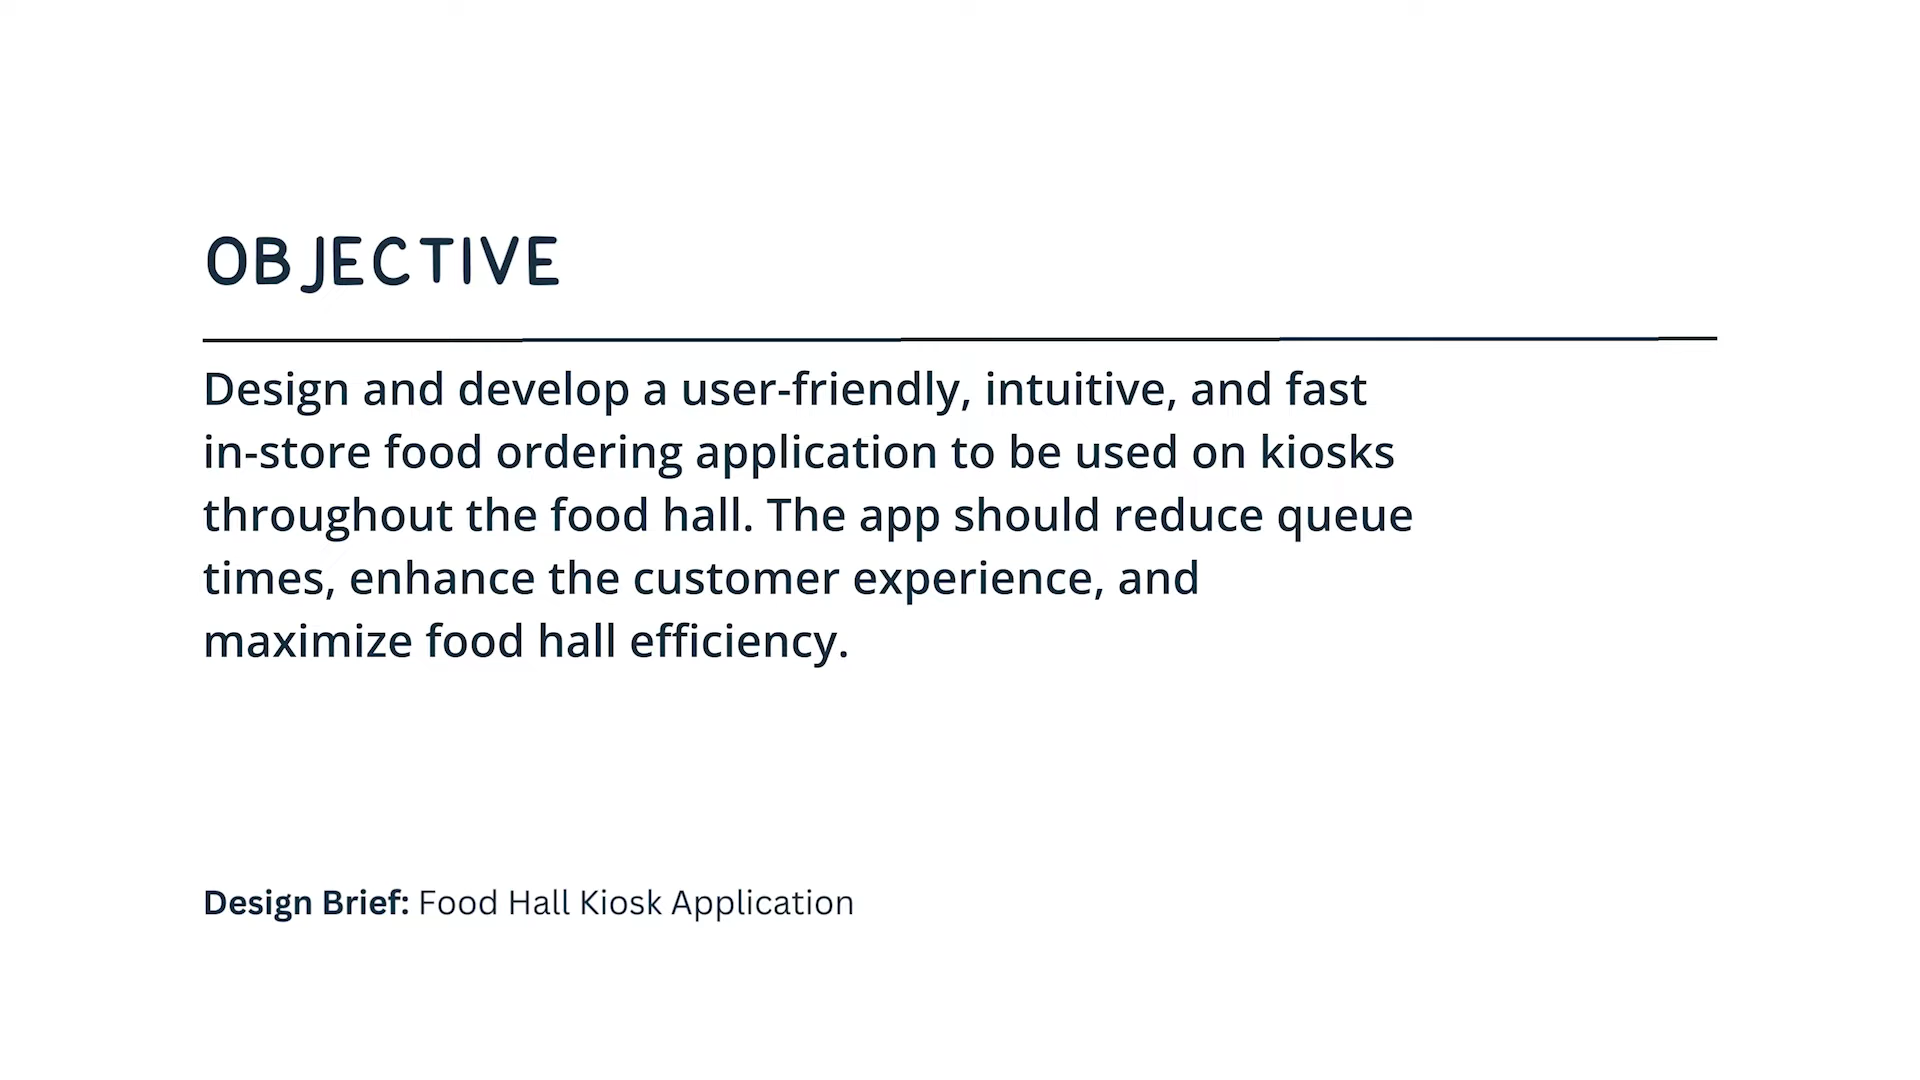 OBJECTIVE
Design and develop a user-friendly, intuitive, and fast
in-store food ordering application to be used on kiosks
throughout the food hall. The app should reduce queue
times, enhance the customer experience, and
maximize food hall efficiency.
Design Brief: Food Hall Kiosk Application